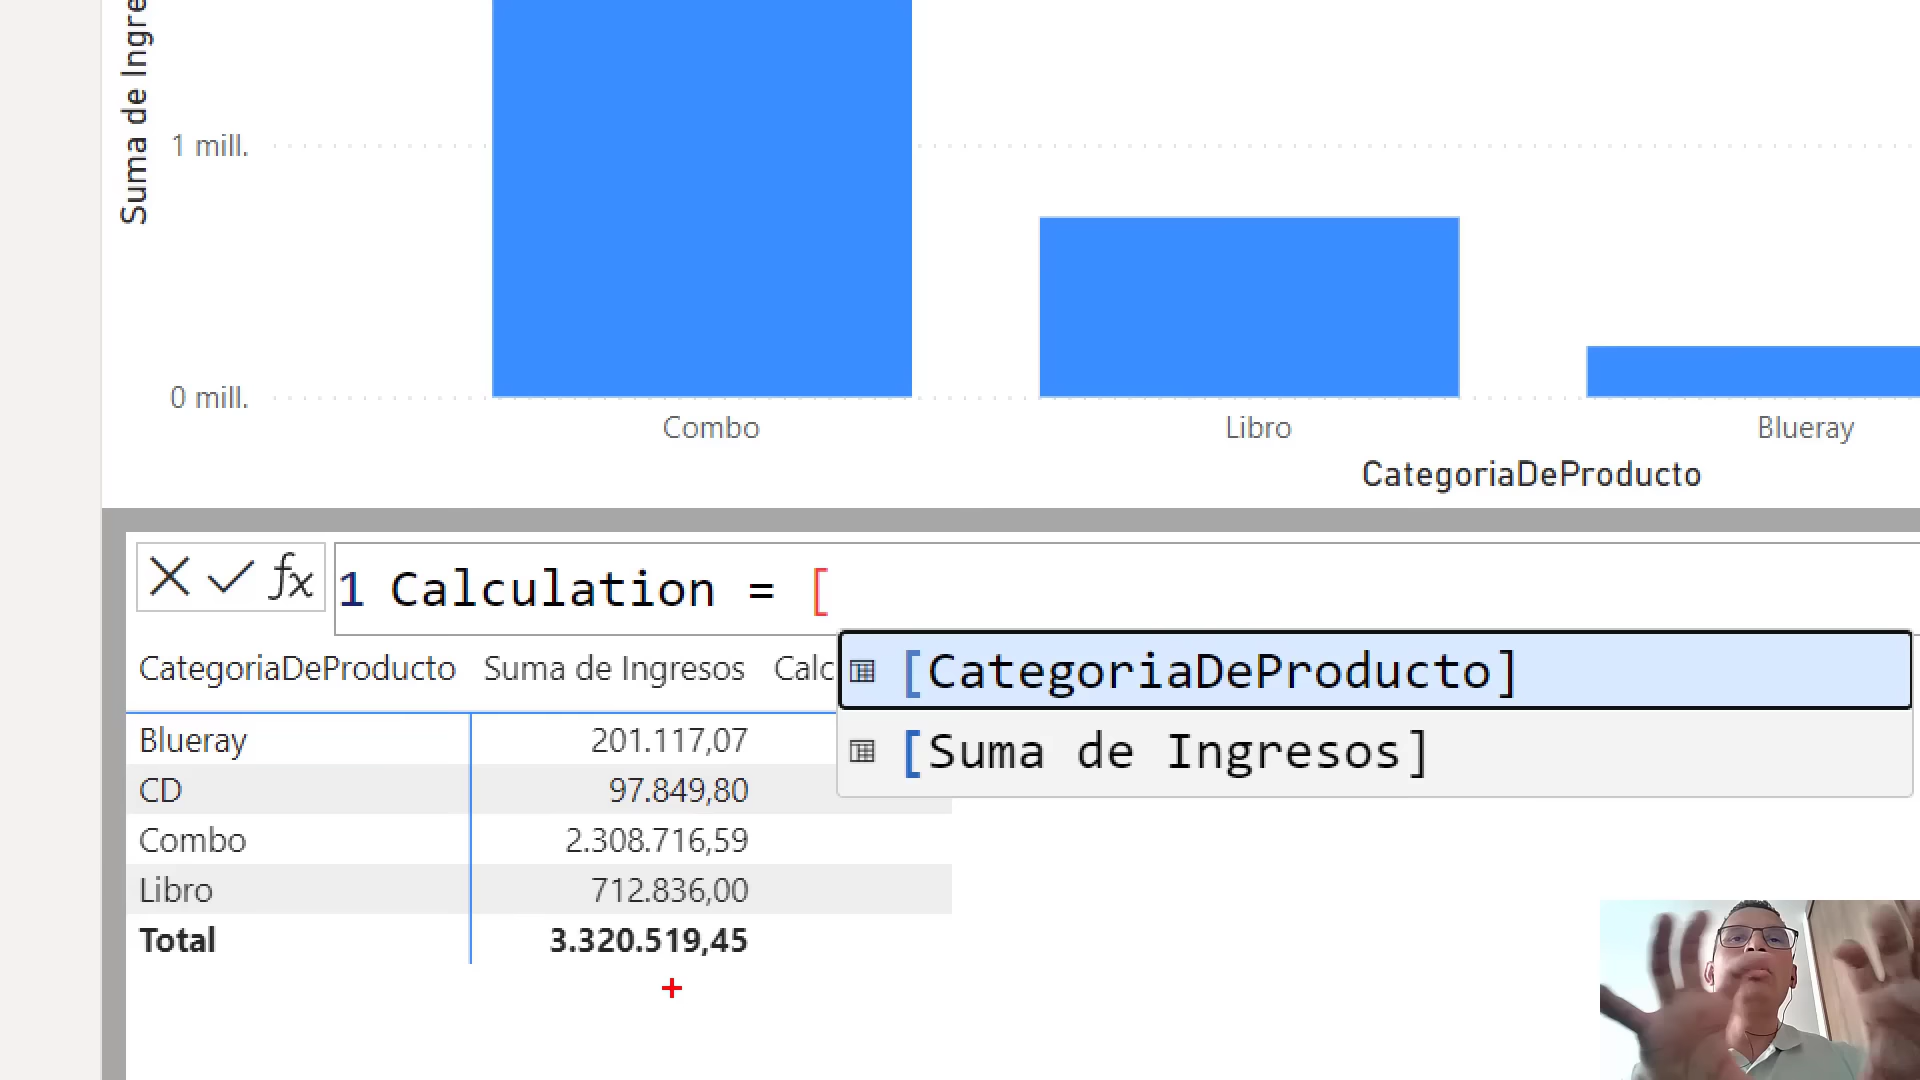 Suma de Ingre
1 mill.
0 mill.
Combo
Libro
Blueray
CategoriaDeProducto
fx
1 Calculation = [
CategoriaDeProducto Suma de Ingresos Calc
[CategoriaDeProducto]
[Suma de Ingresos]
Blueray 201.117,07
CD 97.849,80
Combo 2.308.716,59
Libro 712.836,00
Total 3.320.519,45